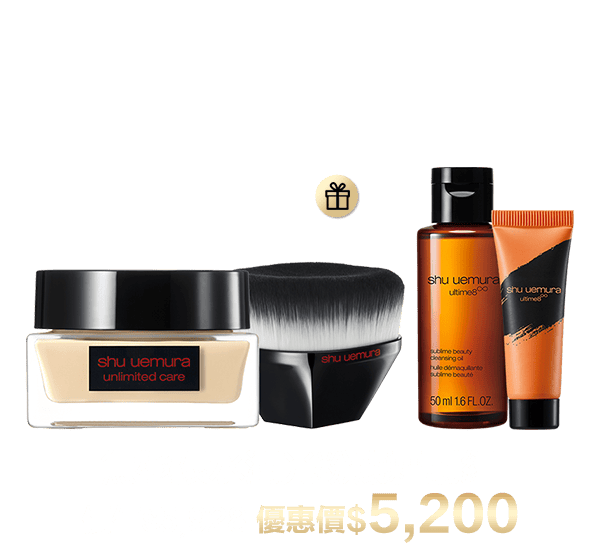 shu uemura
unlimited care
shu uemura
shu uemura
ultime8
sublime beauty
cleansing oil
huile démaquillante
sublime beauté
50 ml 1.6 FL.OZ.
shu uemura
ultime8
優惠價$5,200